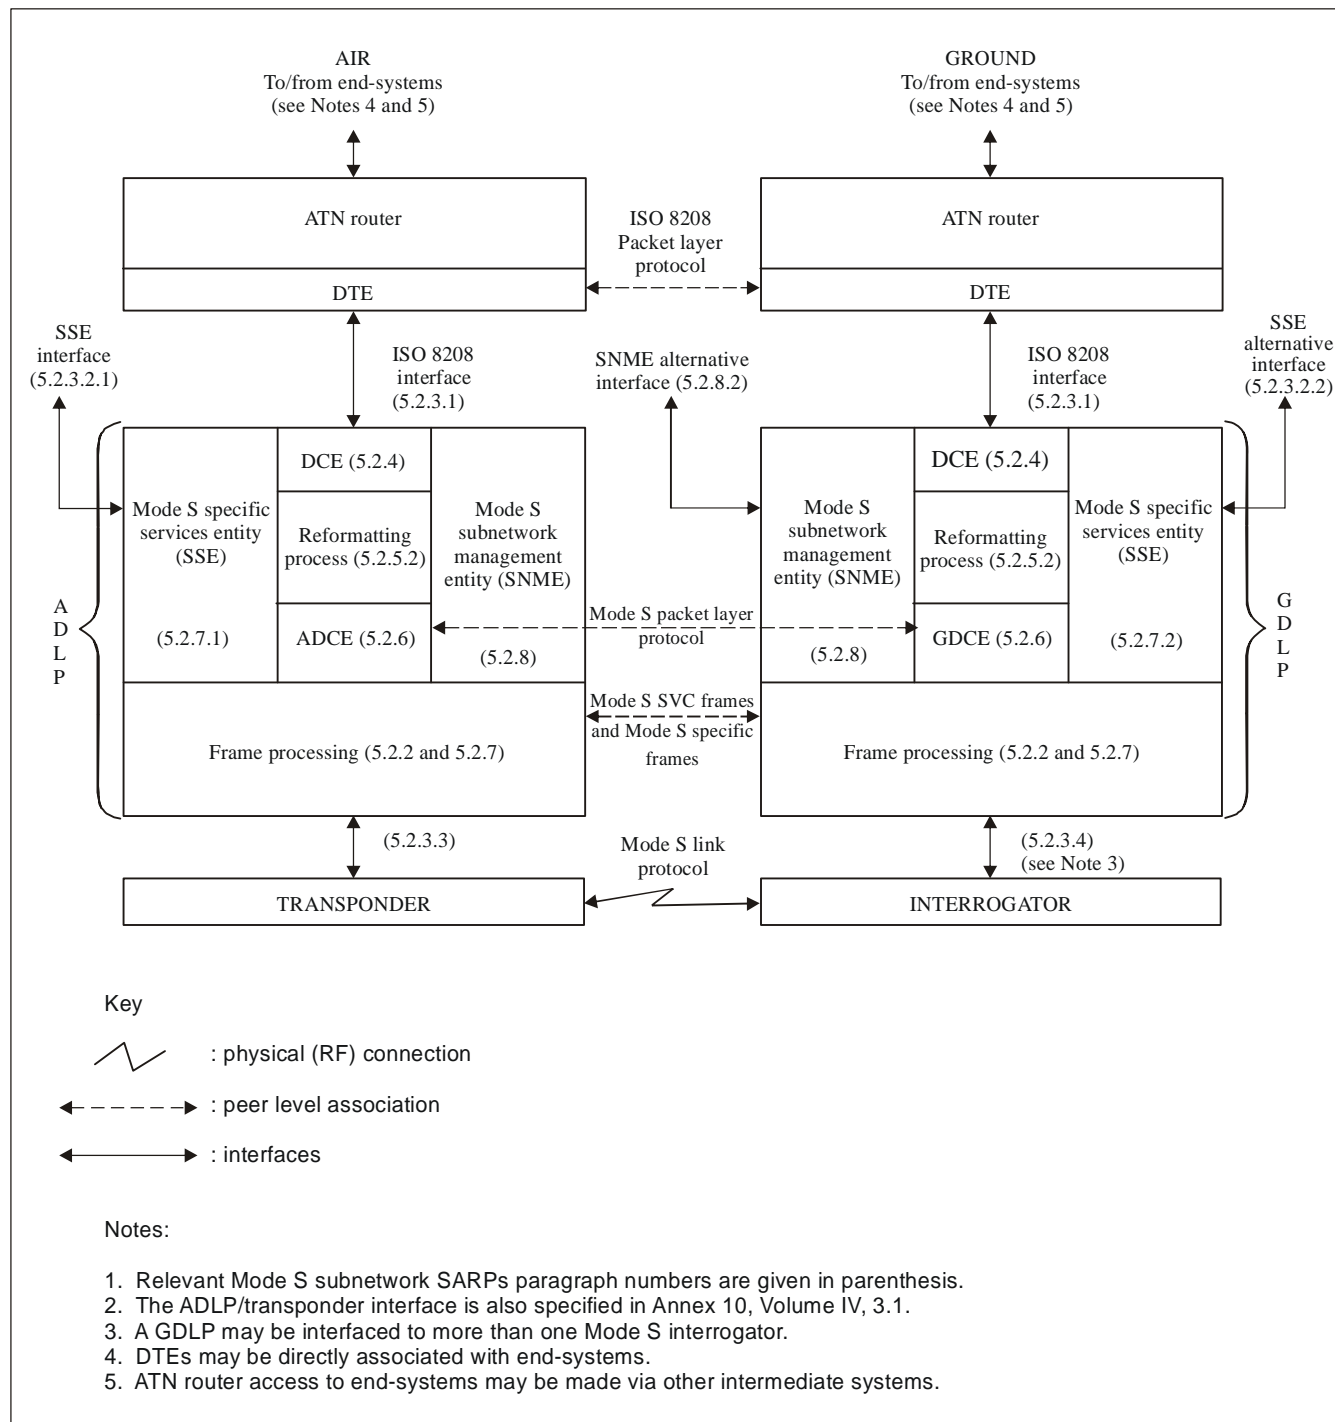 AIR
To/from end-systems
(see Notes 4 and 5)
GROUND
To/from end-systems
(see Notes 4 and 5)
ATN router
DTE
ISO 8208
Packet layer
protocol
ATN router
DTE
SSE
interface
(5.2.3.2.1)
ISO 8208
interface
(5.2.3.1)
SNME alternative
interface (5.2.8.2)
ISO 8208
interface
(5.2.3.1)
SSE
alternative
interface
(5.2.3.2.2)
A
D
L
P
Mode S specific
services entity
(SSE)
(5.2.7.1)
DCE (5.2.4)
Reformatting
process (5.2.5.2)
ADCE (5.2.6)
Mode S
subnetwork
management
entity (SNME)
(5.2.8)
Mode S packet layer
protocol
Mode S
subnetwork
management
entity (SNME)
(5.2.8)
DCE (5.2.4)
Reformatting
process (5.2.5.2)
GDCE (5.2.6)
Mode S specific
services entity
(SSE)
(5.2.7.2)
G
D
L
P
Frame processing (5.2.2 and 5.2.7)
Mode S SVC frames
and Mode S specific
frames
Frame processing (5.2.2 and 5.2.7)
(5.2.3.3)
Mode S link
protocol
(5.2.3.4)
(see Note 3)
TRANSPONDER
INTERROGATOR
Key
: physical (RF) connection
: peer level association
: interfaces
Notes:
1. Relevant Mode S subnetwork SARPs paragraph numbers are given in parenthesis.
2. The ADLP/transponder interface is also specified in Annex 10, Volume IV, 3.1.
3. A GDLP may be interfaced to more than one Mode S interrogator.
4. DTEs may be directly associated with end-systems.
5. ATN router access to end-systems may be made via other intermediate systems.